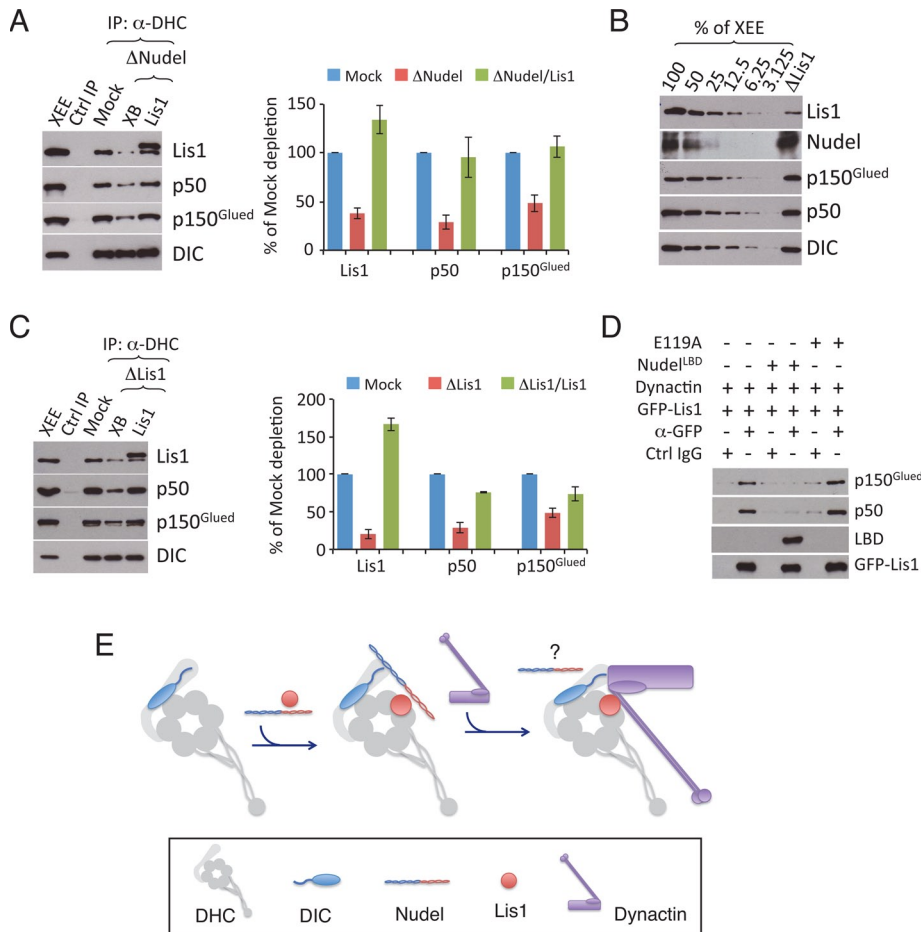 A
IP: α-DHC
ΔNudel
XEE
Ctrl IP
Mock
XB
Lis1
Lis1
p50
p150Glued
DIC
Mock ΔNudel ΔNudel/Lis1
% of Mock depletion
150
100
50
0
Lis1 p50 p150Glued
B
% of XEE
100
50
25
12.5
6.25
3.125
ΔLis1
Lis1
Nudel
p150Glued
p50
DIC
C
IP: α-DHC
ΔLis1
XEE
Ctrl IP
Mock
XB
Lis1
Lis1
p50
p150Glued
DIC
Mock ΔLis1 ΔLis1/Lis1
% of Mock depletion
200
150
100
50
0
Lis1 p50 p150Glued
D
E119A - - - - + +
NudelLBD - - + + - -
Dynactin + + + + + +
GFP-Lis1 + + + + + +
α-GFP - + - + - +
Ctrl IgG + - + - + -
p150Glued
p50
LBD
GFP-Lis1
E
?
DHC DIC Nudel Lis1 Dynactin